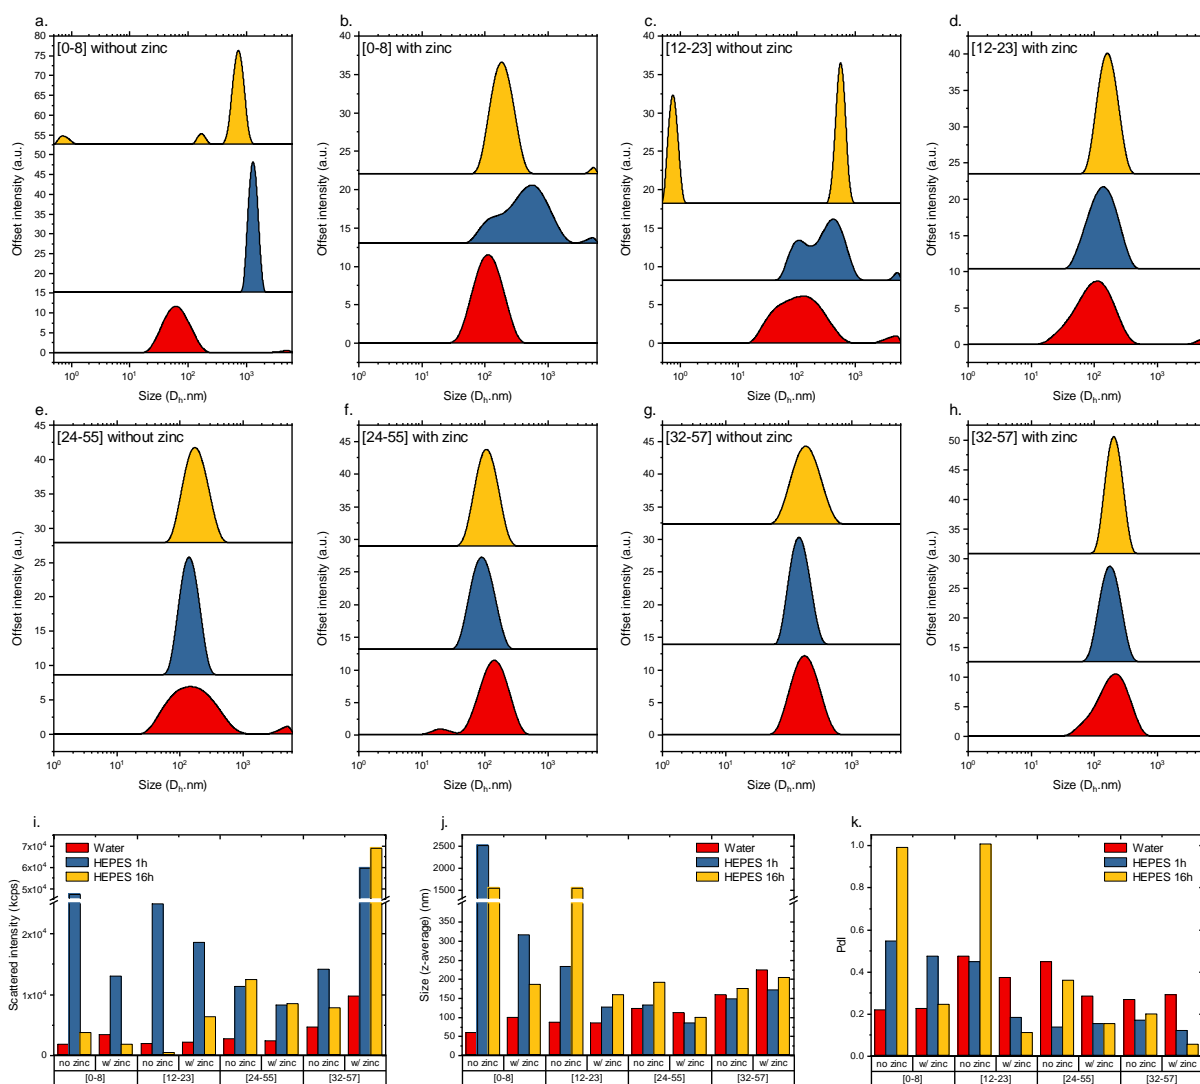 a.
[0-8] without zinc
80
75
70
65
60
55
50
45
40
35
30
25
20
15
10
5
0
Offset intensity (a.u.)
10⁰
10¹
10²
10³
Size (Dₕ.nm)
b.
[0-8] with zinc
40
35
30
25
20
15
10
5
0
Offset intensity (a.u.)
10⁰
10¹
10²
10³
Size (Dₕ.nm)
c.
[12-23] without zinc
40
35
30
25
20
15
10
5
0
Offset intensity (a.u.)
10⁰
10¹
10²
10³
Size (Dₕ.nm)
d.
[12-23] with zinc
40
35
30
25
20
15
10
5
0
Offset intensity (a.u.)
10⁰
10¹
10²
10³
Size (Dₕ.nm)
e.
[24-55] without zinc
45
40
35
30
25
20
15
10
5
0
Offset intensity (a.u.)
10⁰
10¹
10²
10³
Size (Dₕ.nm)
f.
[24-55] with zinc
45
40
35
30
25
20
15
10
5
0
Offset intensity (a.u.)
10⁰
10¹
10²
10³
Size (Dₕ.nm)
g.
[32-57] without zinc
45
40
35
30
25
20
15
10
5
0
Offset intensity (a.u.)
10⁰
10¹
10²
10³
Size (Dₕ.nm)
h.
[32-57] with zinc
50
45
40
35
30
25
20
15
10
5
0
Offset intensity (a.u.)
10⁰
10¹
10²
10³
Size (Dₕ.nm)
i.
Water
HEPES 1h
HEPES 16h
7x10⁴
6x10⁴
5x10⁴
2x10⁴
1x10⁴
0
Scattered intensity (kcps)
no zinc w/ zinc no zinc w/ zinc no zinc w/ zinc no zinc w/ zinc
[0-8] [12-23] [24-55] [32-57]
j.
Water
HEPES 1h
HEPES 16h
2500
1500
400
350
300
250
200
150
100
50
0
Size (z-average) (nm)
no zinc w/ zinc no zinc w/ zinc no zinc w/ zinc no zinc w/ zinc
[0-8] [12-23] [24-55] [32-57]
k.
Water
HEPES 1h
HEPES 16h
1.0
0.8
0.6
0.4
0.2
0.0
PdI
no zinc w/ zinc no zinc w/ zinc no zinc w/ zinc no zinc w/ zinc
[0-8] [12-23] [24-55] [32-57]